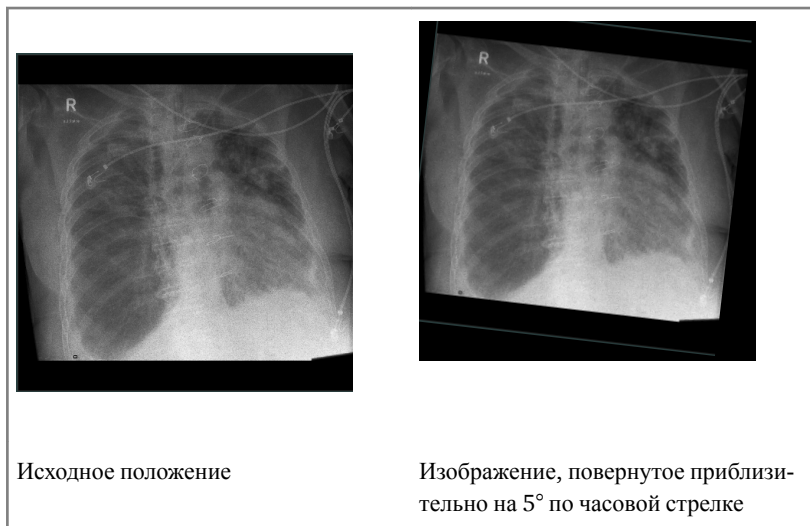 R
R
Исходное положение
Изображение, повернутое приблизи-
тельно на 5° по часовой стрелке